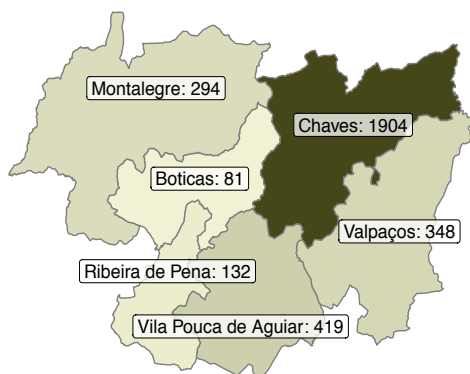 Montalegre: 294
Chaves: 1904
Boticas: 81
Valpaços: 348
Ribeira de Pena: 132
Vila Pouca de Aguiar: 419